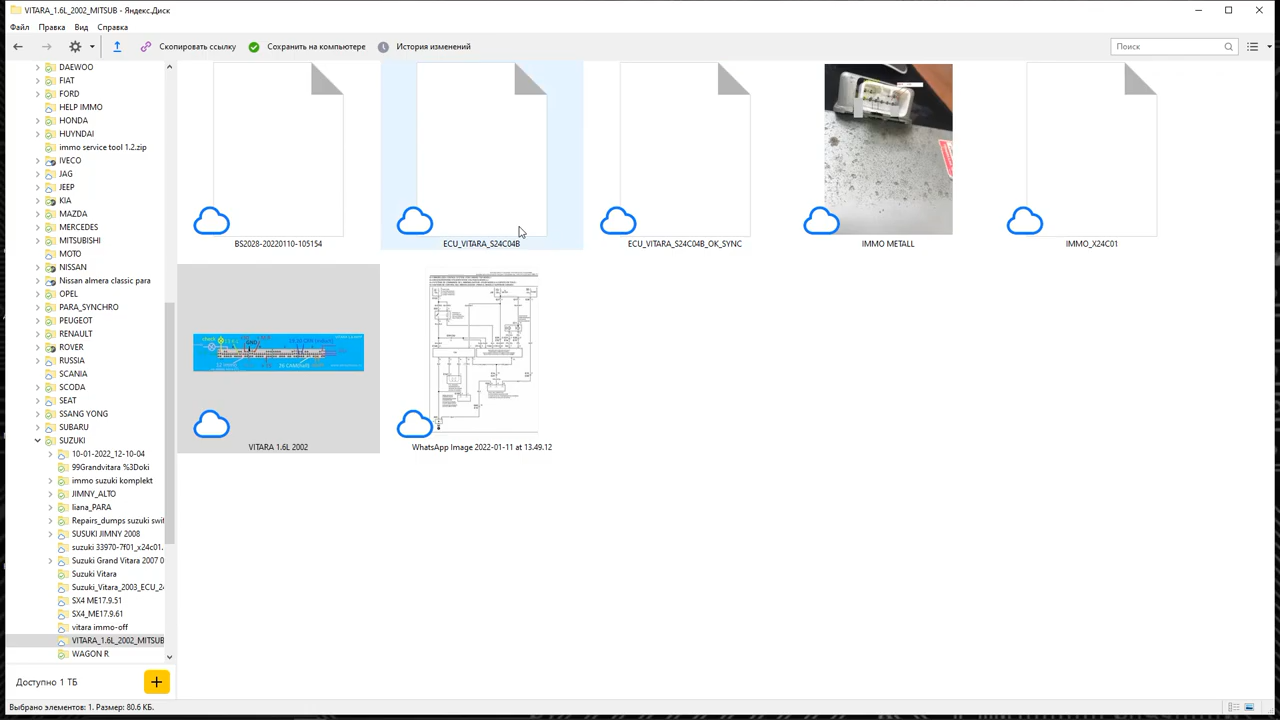 VITARA_1.6L_2002_MITSUB - Яндекс.Диск
Файл Правка Вид Справка
Скопировать ссылку Сохранить на компьютере История изменений Поиск
DAEWOO
FIAT
FORD
HELP IMMO
HONDA
HUYNDAI
immo service tool 1.2.zip
IVECO
JAG
JEEP
KIA
MAZDA
MERCEDES
MITSUBISHI
MOTO
NISSAN
Nissan almera classic para
OPEL
PARA_SYNCHRO
PEUGEOT
RENAULT
ROVER
RUSSIA
SCANIA
SCODA
SEAT
SSANG YONG
SUBARU
SUZUKI
10-01-2022_12-10-04
99Grandvitara %3Doki
immo suzuki komplekt
JIMNY_ALTO
liana_PARA
Repairs_dumps suzuki swit
SUSUKI JIMNY 2008
suzuki 33970-7f01_x24c01.
Suzuki Grand Vitara 2007 0
Suzuki Vitara
Suzuki_Vitara_2003_ECU_24
SX4 ME17.9.51
SX4_ME17.9.61
vitara immo-off
VITARA_1.6L_2002_MITSUB
WAGON R
Доступно 1 ТБ
BS2028-20220110-105154
ECU_VITARA_S24C04B
ECU_VITARA_S24C04B_OK_SYNC
IMMO METALL
IMMO_X24C01
VITARA 1.6L 2002
WhatsApp Image 2022-01-11 at 13.49.12
Выбрано элементов: 1. Размер: 80.6 КБ.